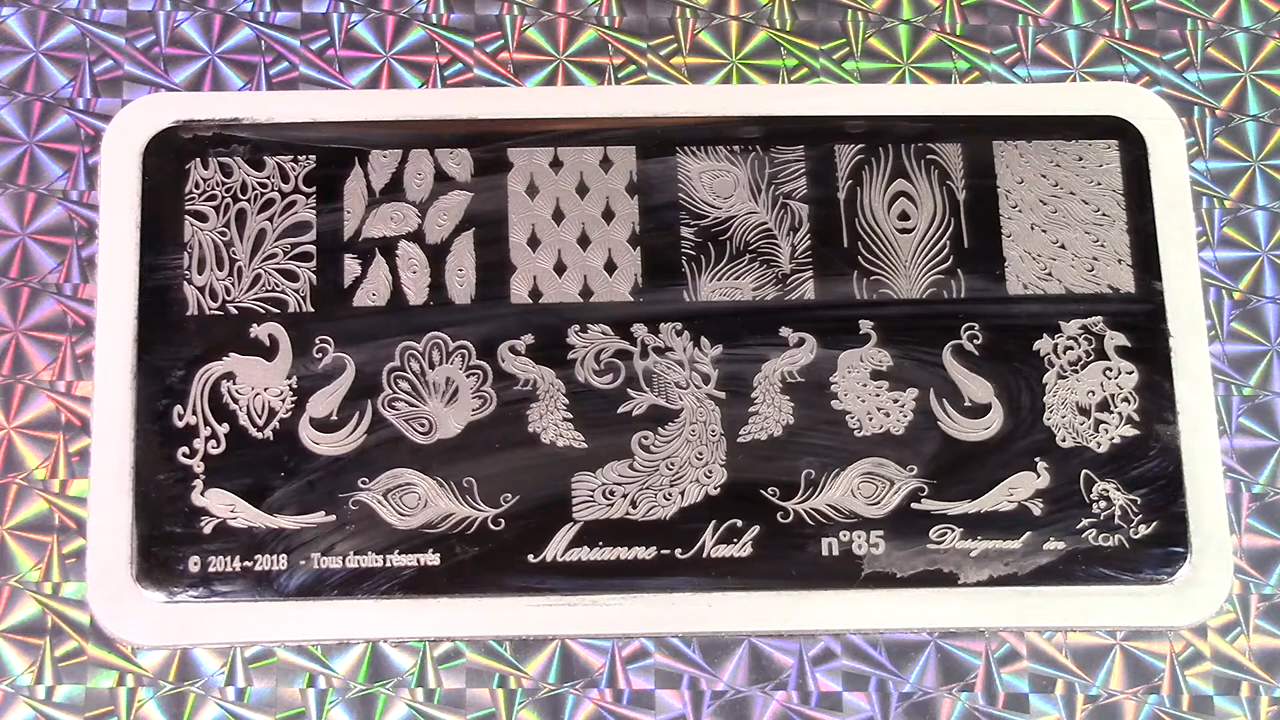 © 2014~2018 - Tous droits réservés
Marianne-Nails
n°85
Designed in